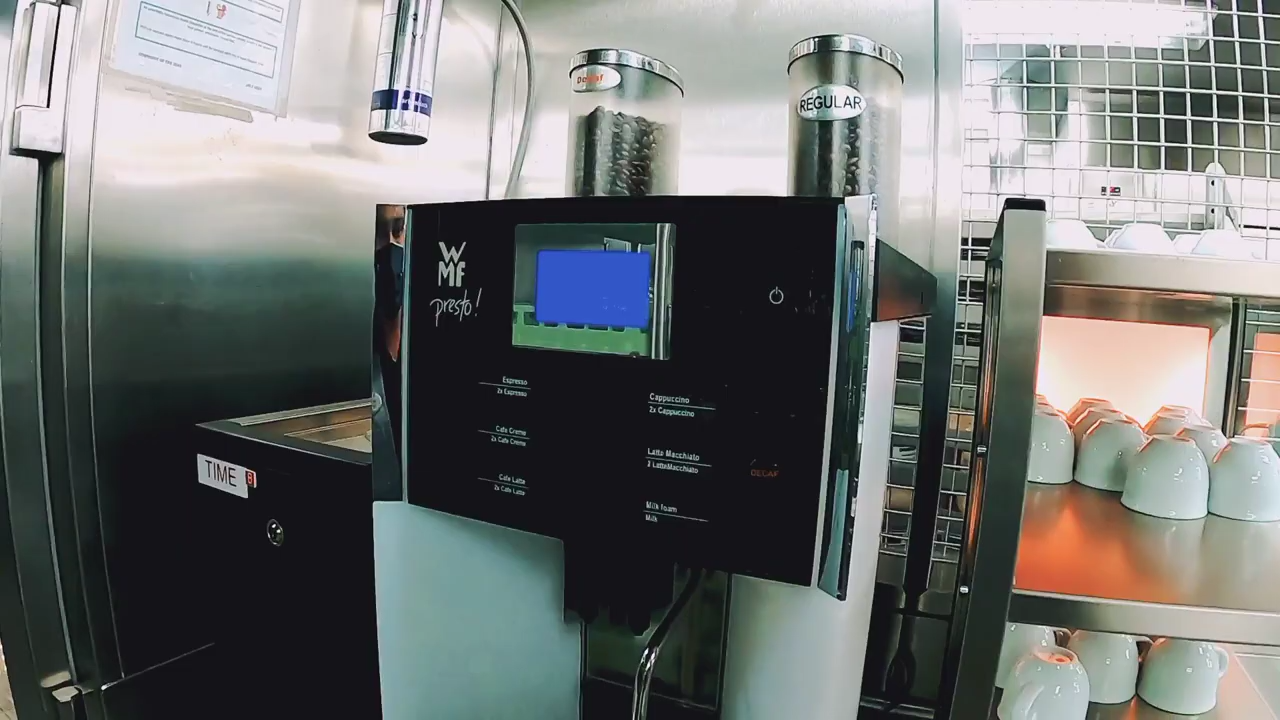 Decaf
REGULAR
WMF
presto!
Espresso
2x Espresso
Cappuccino
2x Cappuccino
Cafe Creme
2x Cafe Creme
Latte Macchiato
2 LatteMacchiato
DECAF
Cafe Latte
2x Cafe Latte
Milk foam
Milk
TIME